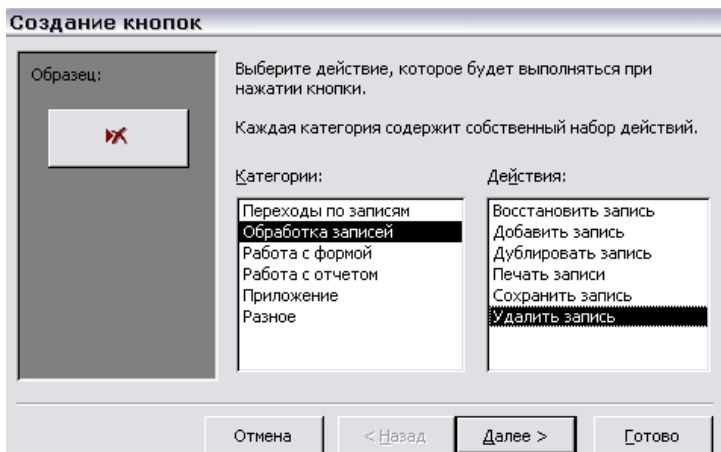 Создание кнопок
Образец:
Выберите действие, которое будет выполняться при
нажатии кнопки.
Каждая категория содержит собственный набор действий.
Категории:
Переходы по записям
Обработка записей
Работа с формой
Работа с отчетом
Приложение
Разное
Действия:
Восстановить запись
Добавить запись
Дублировать запись
Печать записи
Сохранить запись
Удалить запись
Отмена
< Назад
Далее >
Готово